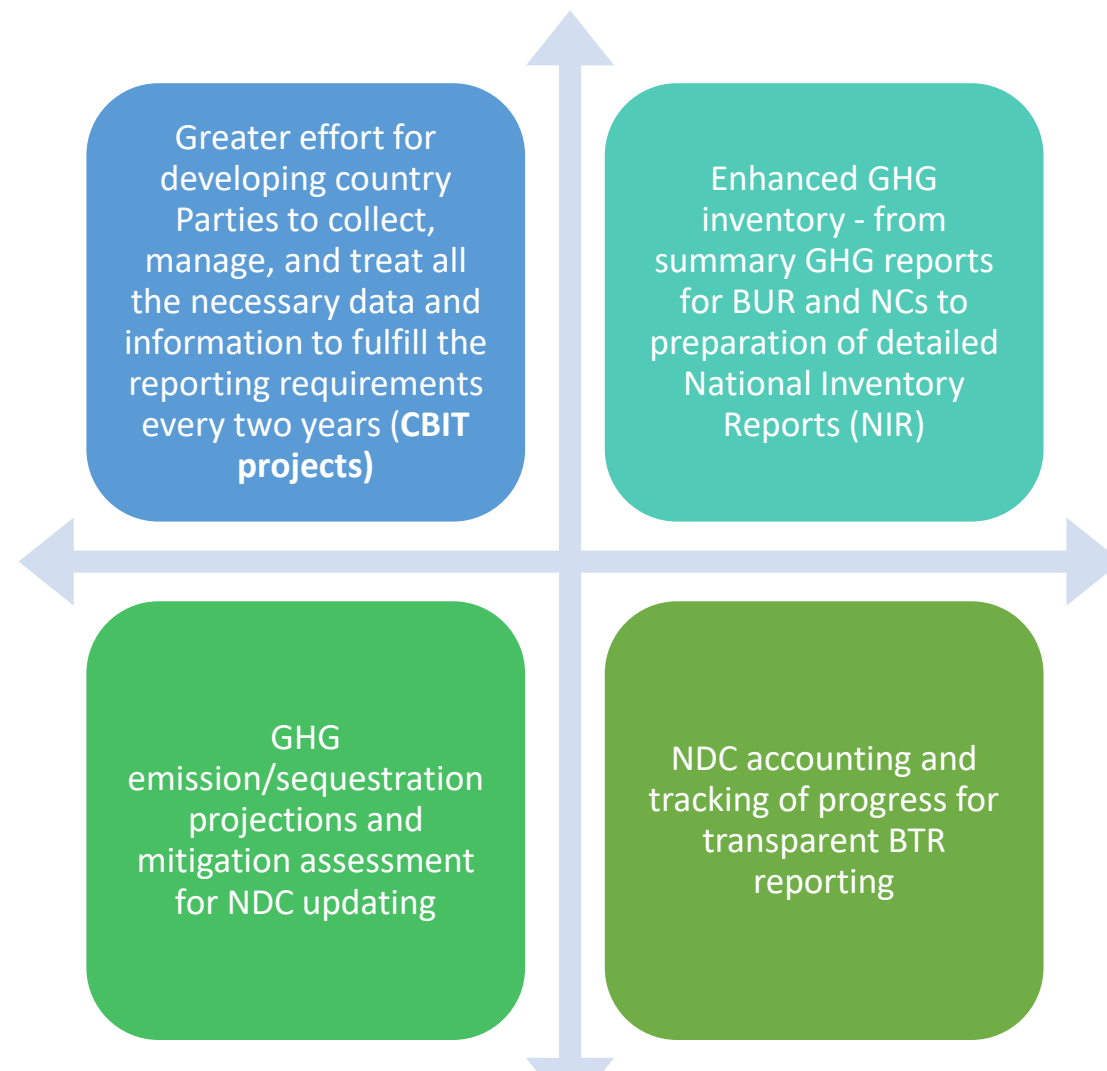 Greater effort for
developing country
Parties to collect,
manage, and treat all
the necessary data and
information to fulfill the
reporting requirements
every two years (CBIT
projects)
Enhanced GHG
inventory - from
summary GHG reports
for BUR and NCs to
preparation of detailed
National Inventory
Reports (NIR)
GHG
emission/sequestration
projections and
mitigation assessment
for NDC updating
NDC accounting and
tracking of progress for
transparent BTR
reporting